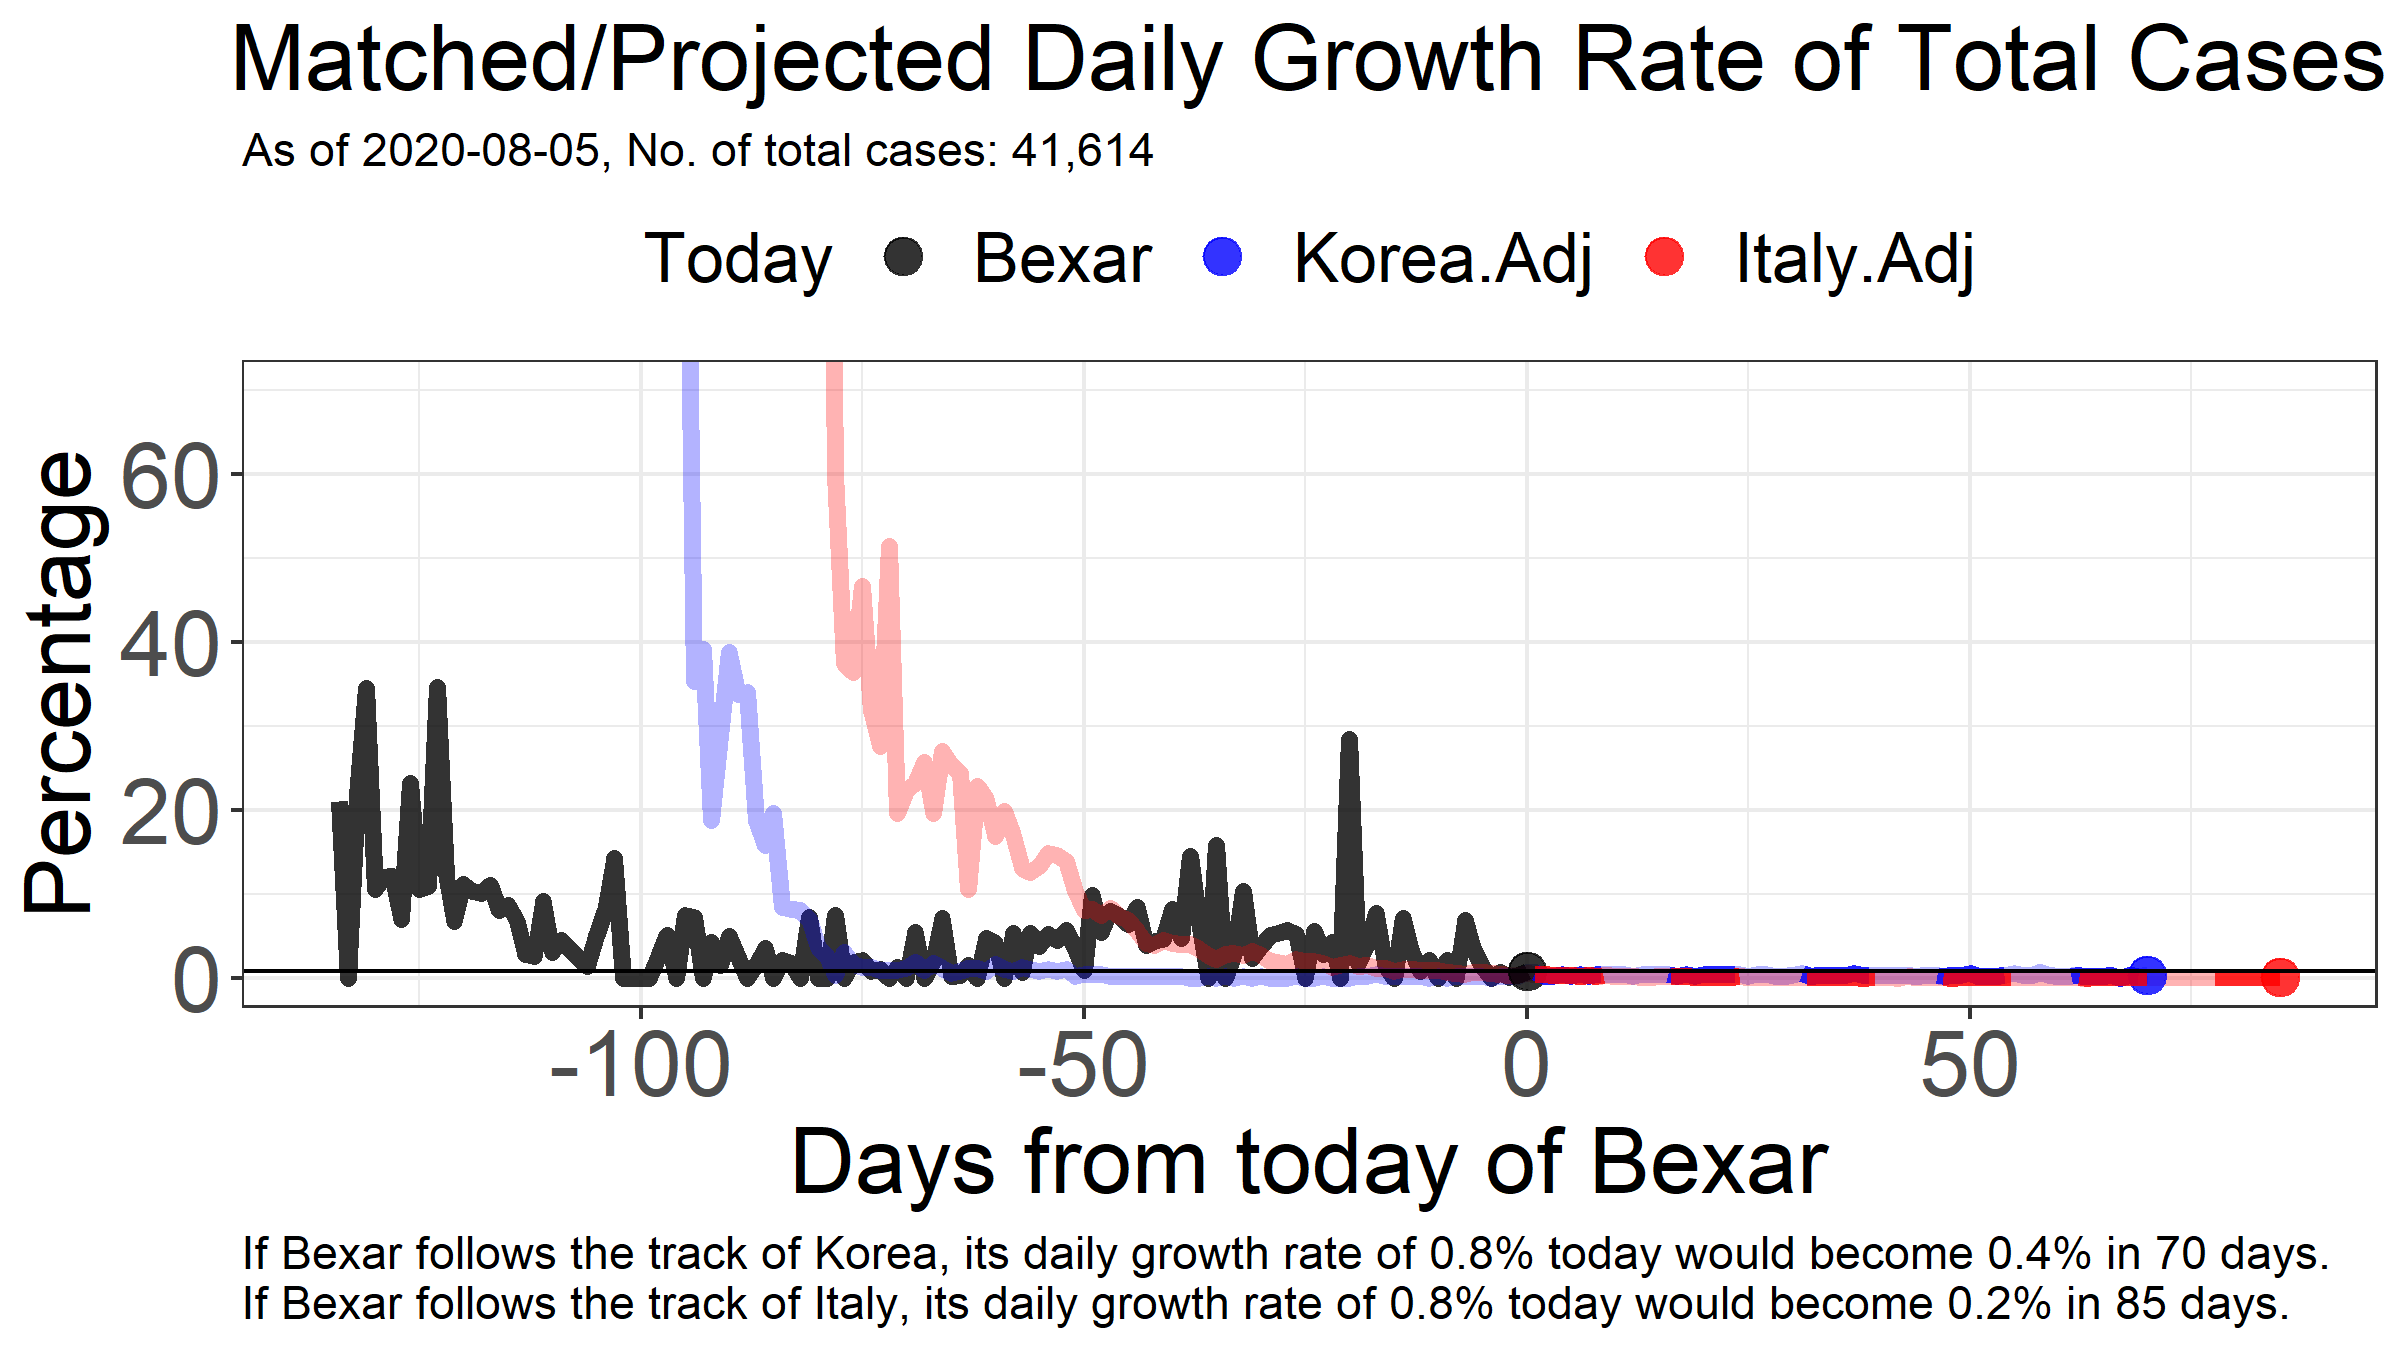 Matched/Projected Daily Growth Rate of Total Cases
As of 2020-08-05, No. of total cases: 41,614
Today Bexar Korea.Adj Italy.Adj
Percentage
60
40
20
0
-100 -50 0 50
Days from today of Bexar
If Bexar follows the track of Korea, its daily growth rate of 0.8% today would become 0.4% in 70 days.
If Bexar follows the track of Italy, its daily growth rate of 0.8% today would become 0.2% in 85 days.